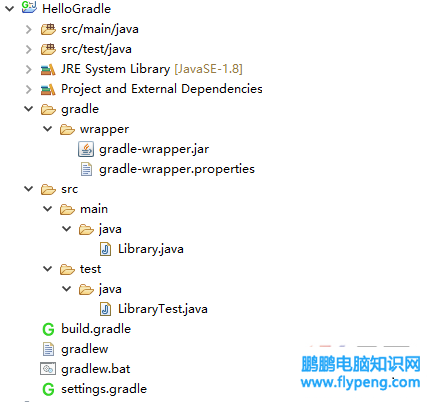 HelloGradle
src/main/java
src/test/java
JRE System Library [JavaSE-1.8]
Project and External Dependencies
gradle
wrapper
gradle-wrapper.jar
gradle-wrapper.properties
src
main
java
Library.java
test
java
LibraryTest.java
build.gradle
gradlew
gradlew.bat
settings.gradle
鹏鹏电脑知识网
www.flypeng.com